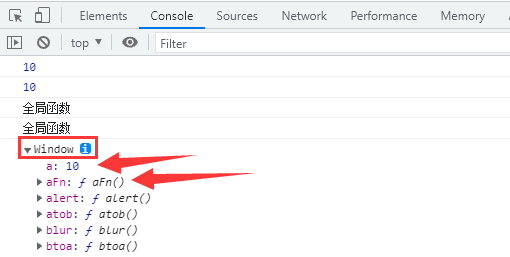 Elements Console Sources Network Performance Memory
top Filter
10
10
全局函数
全局函数
▼Window i
a: 10
▶aFn: ƒ aFn()
▶alert: ƒ alert()
▶atob: ƒ atob()
▶blur: ƒ blur()
▶btoa: ƒ btoa()